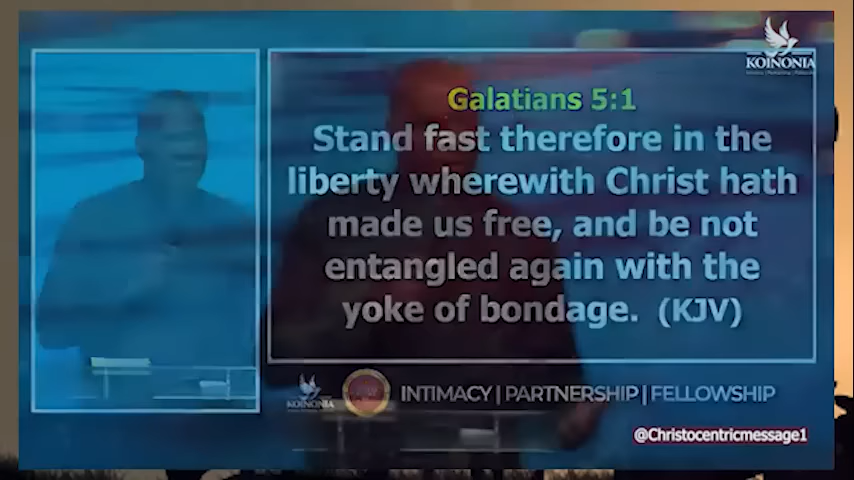 KOINONIA
Galatians 5:1
Stand fast therefore in the
liberty wherewith Christ hath
made us free, and be not
entangled again with the
yoke of bondage. (KJV)
KOINONIA
INTIMACY | PARTNERSHIP | FELLOWSHIP
@Christocentricmessage1